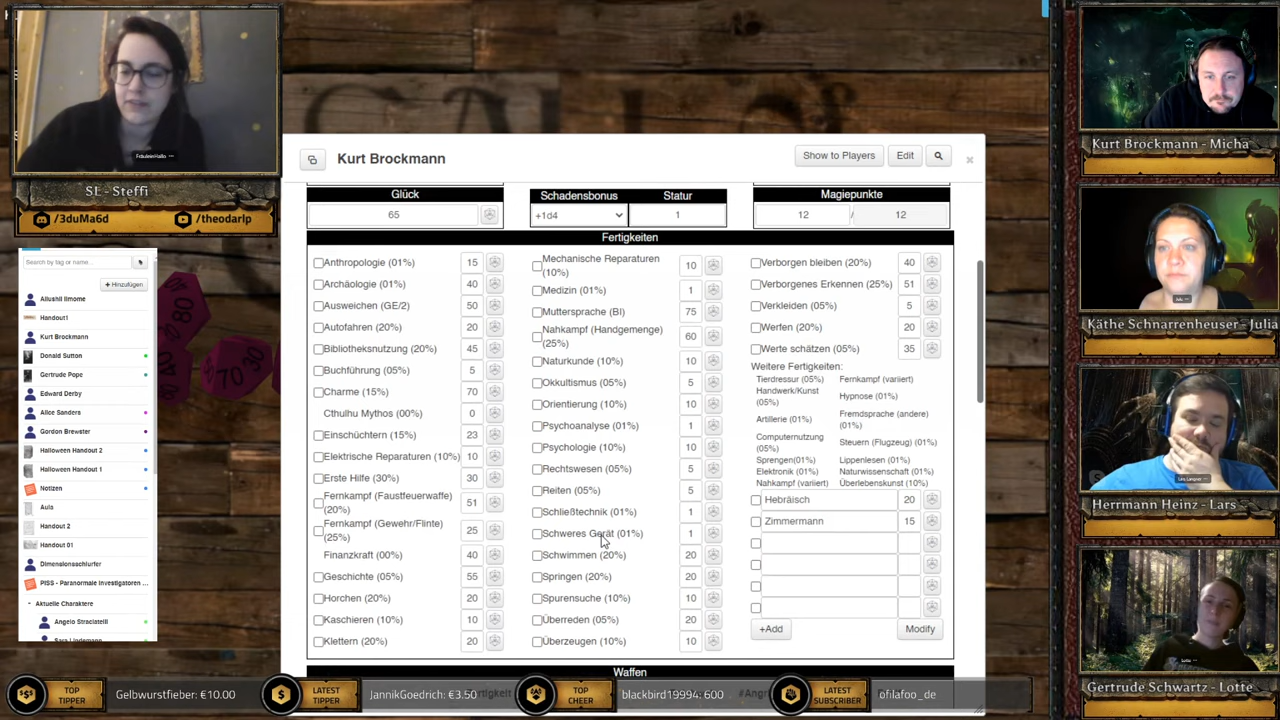 FräuleinHallo
SL - Steffi
/3duMa6d
/theodarlp
Search by tag or name...
+ Hinzufügen
Handout1
Kurt Brockmann
Donald Sutton
Gertrude Pope
Edward Derby
Alice Sanders
Gordon Brewster
Halloween Handout 2
Halloween Handout 1
Notizen
Aula
Handout 2
Handout 01
Dimensionsschlurfer
PISS - Paranormale Investigatoren ...
Aktuelle Charaktere
Angelo Straciatelli
Kurt Brockmann
Show to Players
Edit
Glück
65
Schadensbonus
Statur
+1d4
1
Magiepunkte
12 / 12
Fertigkeiten
Anthropologie (01%) 15
Archäologie (01%) 40
Ausweichen (GE/2) 50
Autofahren (20%) 20
Bibliotheksnutzung (20%) 45
Buchführung (05%) 5
Charme (15%) 70
Cthulhu Mythos (00%) 0
Einschüchtern (15%) 23
Elektrische Reparaturen (10%) 10
Erste Hilfe (30%) 30
Fernkampf (Faustfeuerwaffe)
(20%) 51
Fernkampf (Gewehr/Flinte)
(25%) 25
Finanzkraft (00%) 40
Geschichte (05%) 55
Horchen (20%) 20
Kaschieren (10%) 10
Klettern (20%) 20
Mechanische Reparaturen
(10%) 10
Medizin (01%) 1
Muttersprache (BI) 75
Nahkampf (Handgemenge)
(25%) 60
Naturkunde (10%) 10
Okkultismus (05%) 5
Orientierung (10%) 10
Psychoanalyse (01%) 1
Psychologie (10%) 10
Rechtswesen (05%) 5
Reiten (05%) 5
Schließtechnik (01%) 1
Schweres Gerät (01%) 1
Schwimmen (20%) 20
Springen (20%) 20
Spurensuche (10%) 10
Überreden (05%) 20
Überzeugen (10%) 10
Verborgen bleiben (20%) 40
Verborgenes Erkennen (25%) 51
Verkleiden (05%) 5
Werfen (20%) 20
Werte schätzen (05%) 35
Weitere Fertigkeiten:
Tierdressur (05%)
Handwerk/Kunst
(05%)
Artillerie (01%)
Computernutzung
(05%)
Sprengen(01%)
Elektronik (01%)
Nahkampf (variiert)
Fernkampf (variiert)
Hypnose (01%)
Fremdsprache (andere)
(01%)
Steuern (Flugzeug) (01%)
Lippenlesen (01%)
Naturwissenschaft (01%)
Überlebenskunst (10%)
Hebräisch 20
Zimmermann 15
+Add
Modify
Waffen
Kurt Brockmann - Micha
Käthe Schnarrenheuser - Julia
Herrmann Heinz - Lars
Gertrude Schwartz - Lotte
TOP
TIPPER
Gelbwurstfieber: €10.00
LATEST
TIPPER
JannikGoedrich: €3.50
TOP
CHEER
blackbird19994: 600
LATEST
SUBSCRIBER
ofilafoo_de